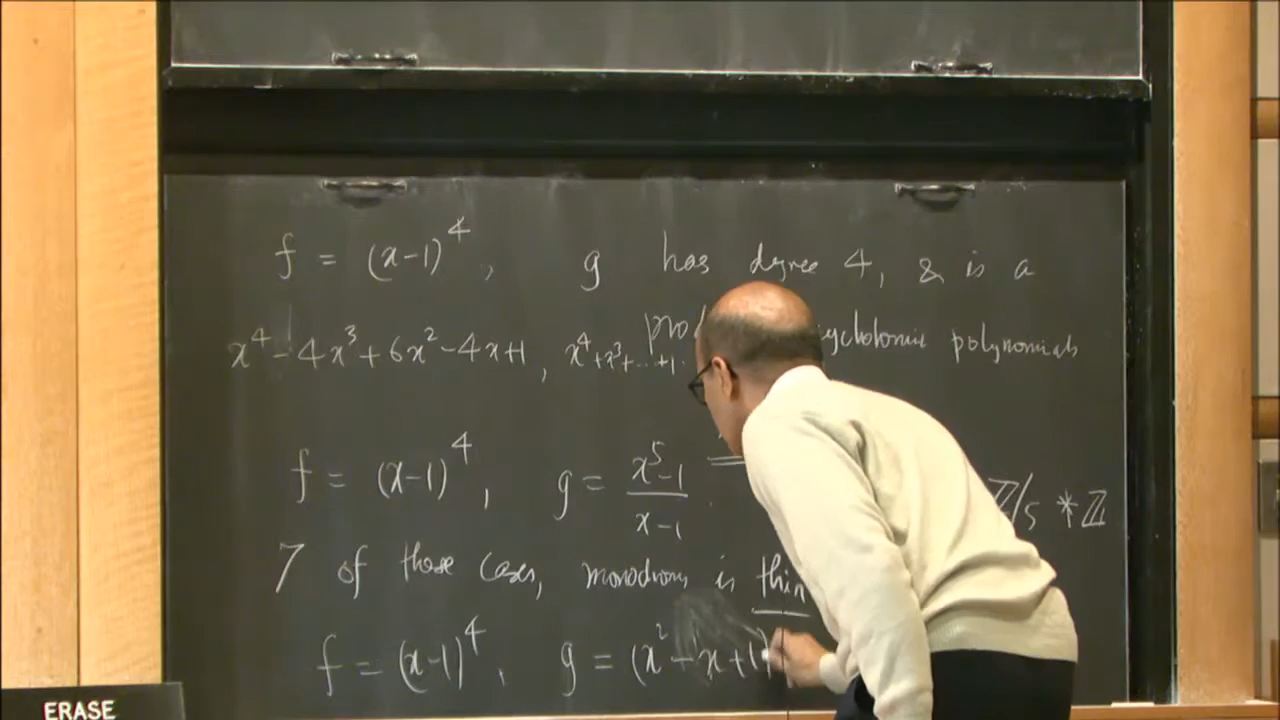 f = (x-1)^4, g has degree 4, & is a
cyclotomic polynomials
x^4 - 4x^3 + 6x^2 - 4x + 1, x^4 + x^3 + ... + 1.
f = (x-1)^4, g = \frac{x^5-1}{x-1}.
ℤ/5 * ℤ
7 of those cases, monodromy is thin
f = (x-1)^4, g = (x^2 - x + 1)
ERASE